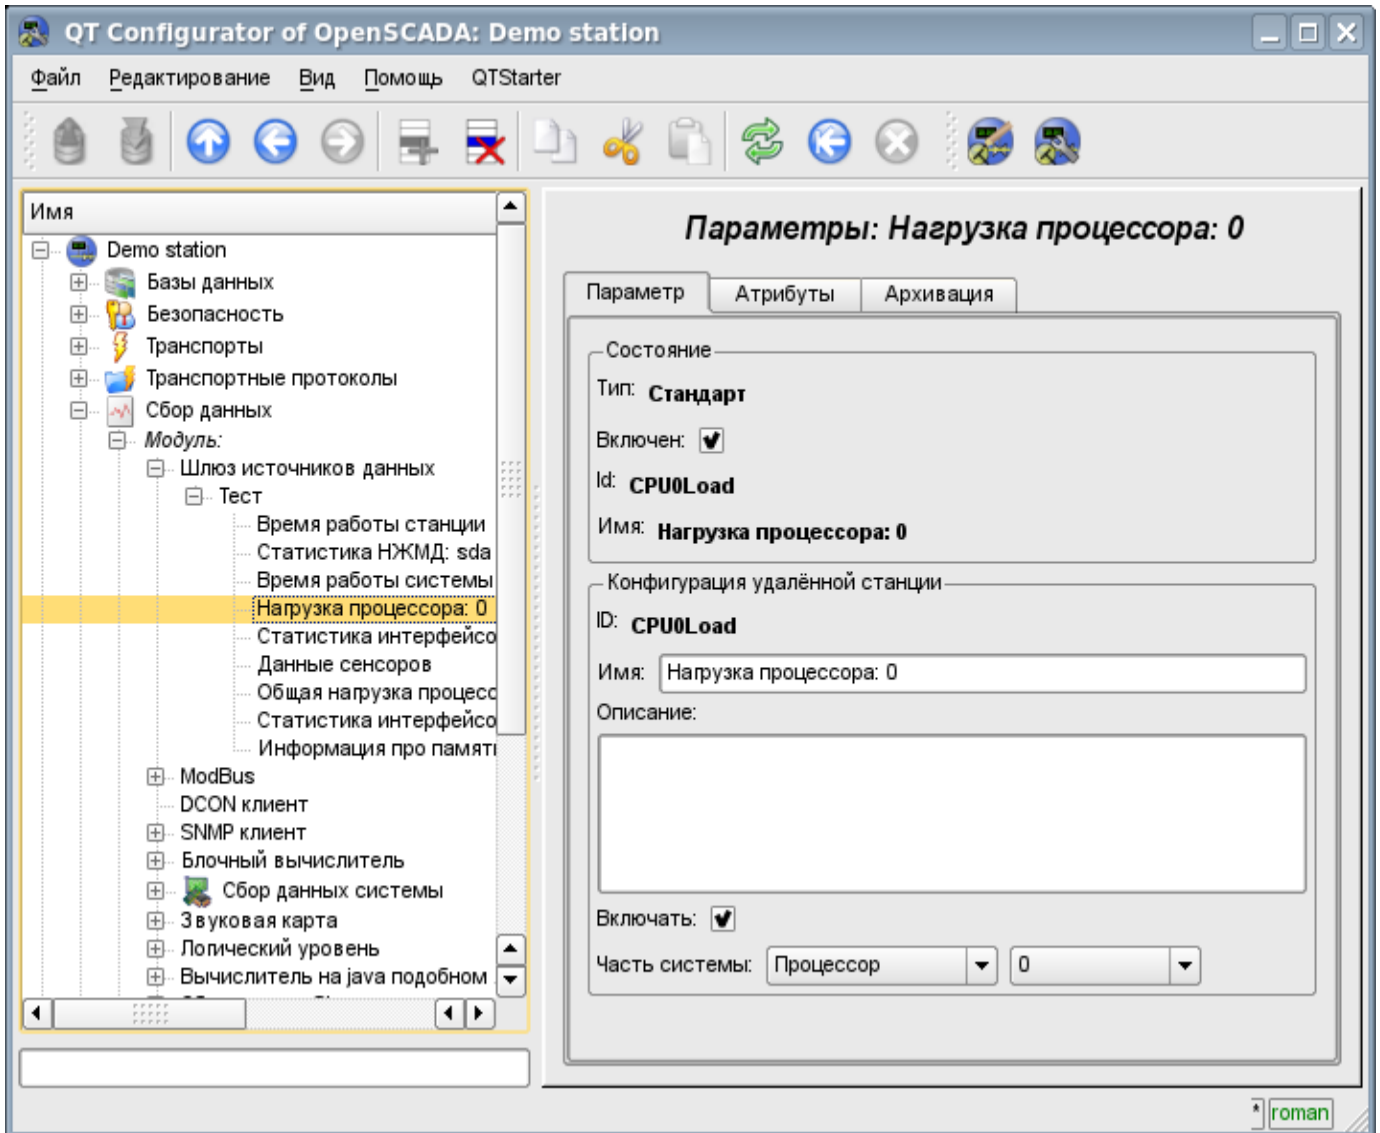 QT Configurator of OpenSCADA: Demo station
Файл Редактирование Вид Помощь QTStarter
Имя
Demo station
Базы данных
Безопасность
Транспорты
Транспортные протоколы
Сбор данных
Модуль:
Шлюз источников данных
Тест
Время работы станции
Статистика НЖМД: sda
Время работы системы
Нагрузка процессора: 0
Статистика интерфейсо
Данные сенсоров
Общая нагрузка процесс
Статистика интерфейсо
Информация про памят
ModBus
DCON клиент
SNMP клиент
Блочный вычислитель
Сбор данных системы
Звуковая карта
Логический уровень
Вычислитель на java подобном
Параметры: Нагрузка процессора: 0
Параметр Атрибуты Архивация
Состояние
Тип: Стандарт
Включен:
Id: CPU0Load
Имя: Нагрузка процессора: 0
Конфигурация удалённой станции
ID: CPU0Load
Имя: Нагрузка процессора: 0
Описание:
Включать:
Часть системы: Процессор 0
* roman